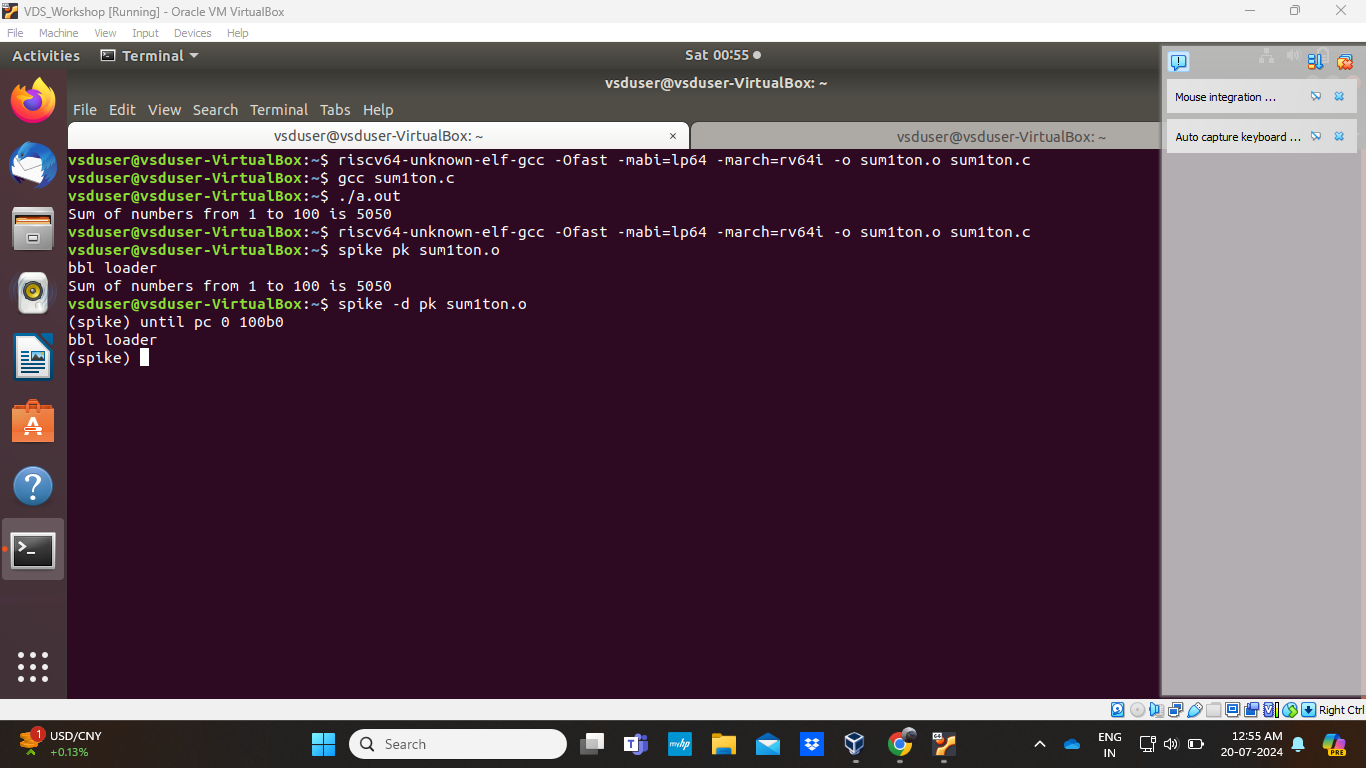 VDS_Workshop [Running] - Oracle VM VirtualBox
File Machine View Input Devices Help
Activities Terminal Sat 00:55
vsduser@vsduser-VirtualBox: ~
File Edit View Search Terminal Tabs Help
vsduser@vsduser-VirtualBox: ~ × vsduser@vsduser-VirtualBox: ~
Mouse integration ...
Auto capture keyboard ...
vsduser@vsduser-VirtualBox:~$ riscv64-unknown-elf-gcc -Ofast -mabi=lp64 -march=rv64i -o sum1ton.o sum1ton.c
vsduser@vsduser-VirtualBox:~$ gcc sum1ton.c
vsduser@vsduser-VirtualBox:~$ ./a.out
Sum of numbers from 1 to 100 is 5050
vsduser@vsduser-VirtualBox:~$ riscv64-unknown-elf-gcc -Ofast -mabi=lp64 -march=rv64i -o sum1ton.o sum1ton.c
vsduser@vsduser-VirtualBox:~$ spike pk sum1ton.o
bbl loader
Sum of numbers from 1 to 100 is 5050
vsduser@vsduser-VirtualBox:~$ spike -d pk sum1ton.o
(spike) until pc 0 100b0
bbl loader
(spike)
Right Ctrl
1
USD/CNY
+0.13%
Search
myhp
ENG
IN
12:55 AM
20-07-2024
PRE